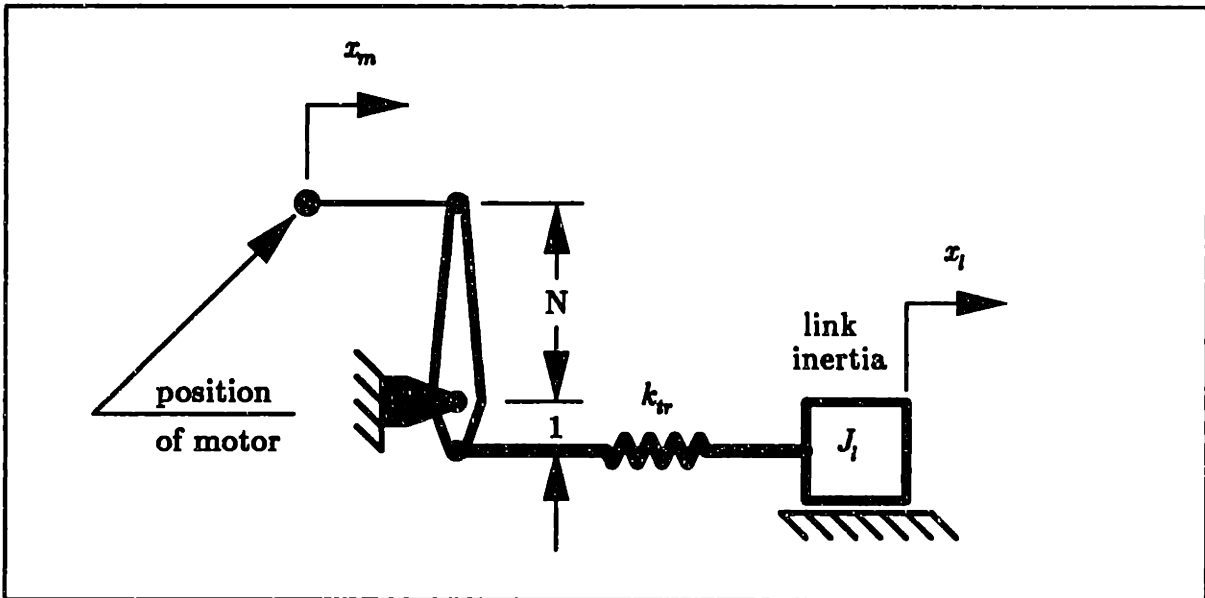 x_m
N
x_l
link
inertia
position
of motor
k_tr
1
J_l